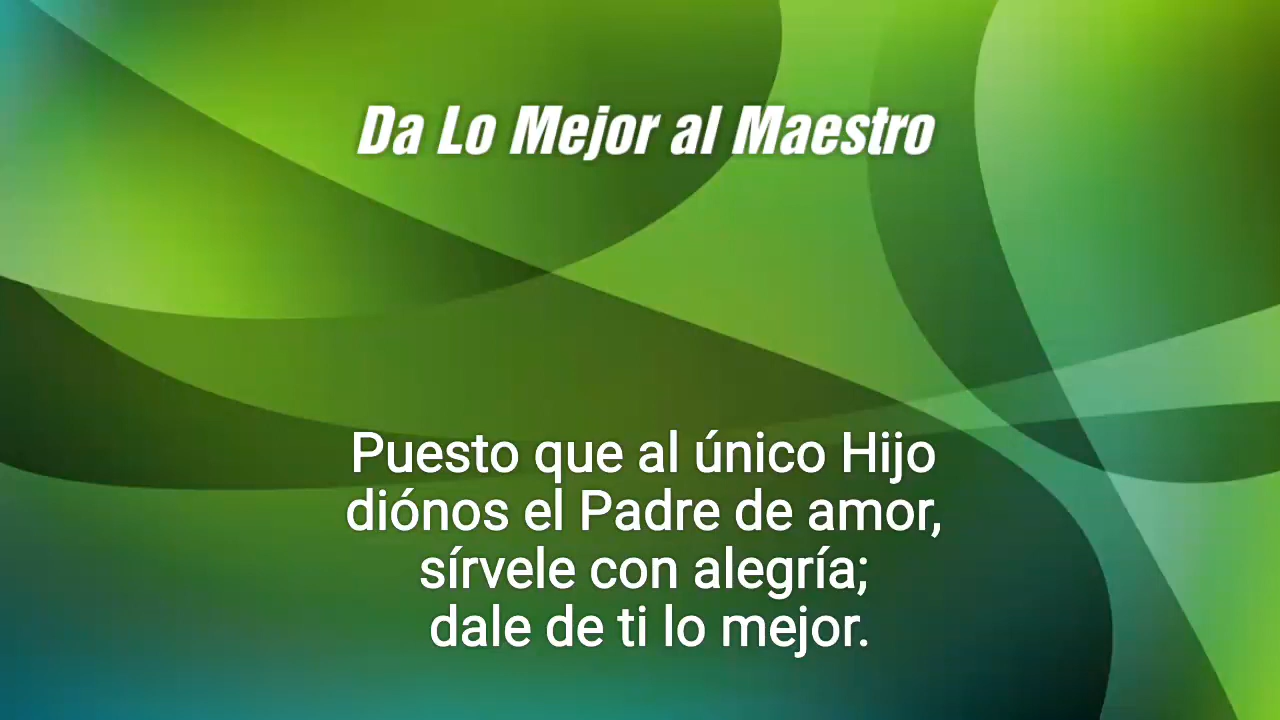 Da Lo Mejor al Maestro
Puesto que al único Hijo
diónos el Padre de amor,
sírvele con alegría;
dale de ti lo mejor.